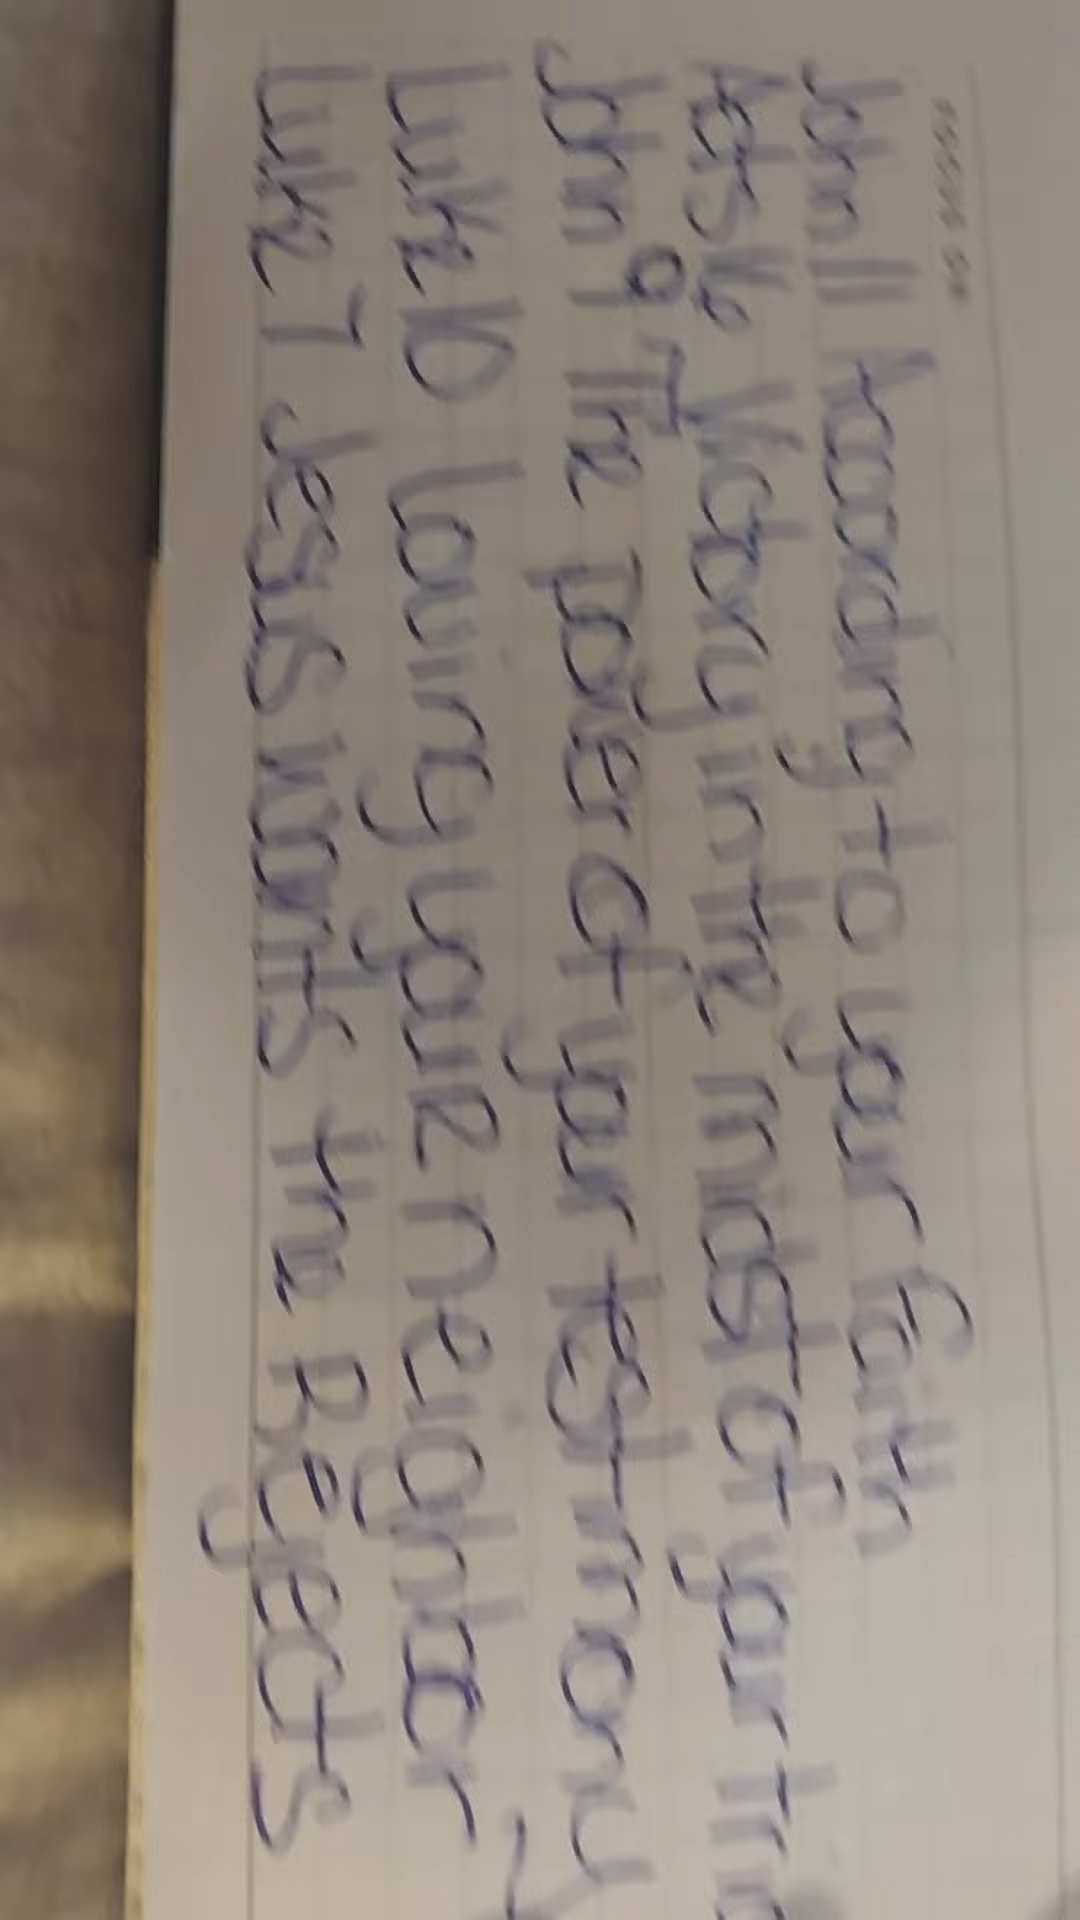 John 11 According to your Faith
Acts 16 Victory in the midst of your
John 9 The power of your testimony
Luke 10 Loving your neighbor
Luke 7 Jesus wants the Rejects